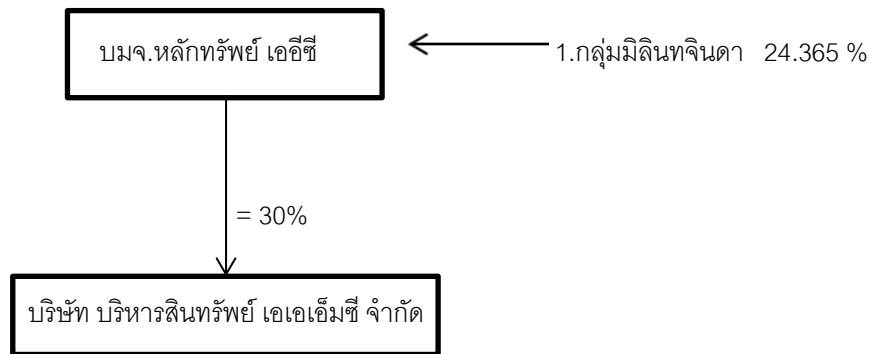 บมจ.หลักทรัพย์ เออีซี
1.กลุ่มมิลินทจินดา 24.365 %
= 30%
บริษัท บริหารสินทรัพย์ เอเอเอ็มซี จำกัด